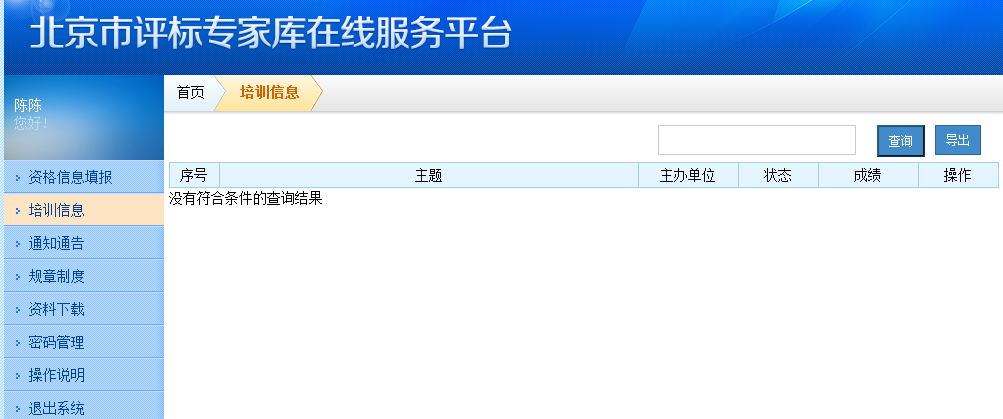 北京市评标专家库在线服务平台
陈陈
您好!
首页 培训信息
查询 导出
资格信息填报
培训信息
通知通告
规章制度
资料下载
密码管理
操作说明
退出系统
序号 主题 主办单位 状态 成绩 操作
没有符合条件的查询结果